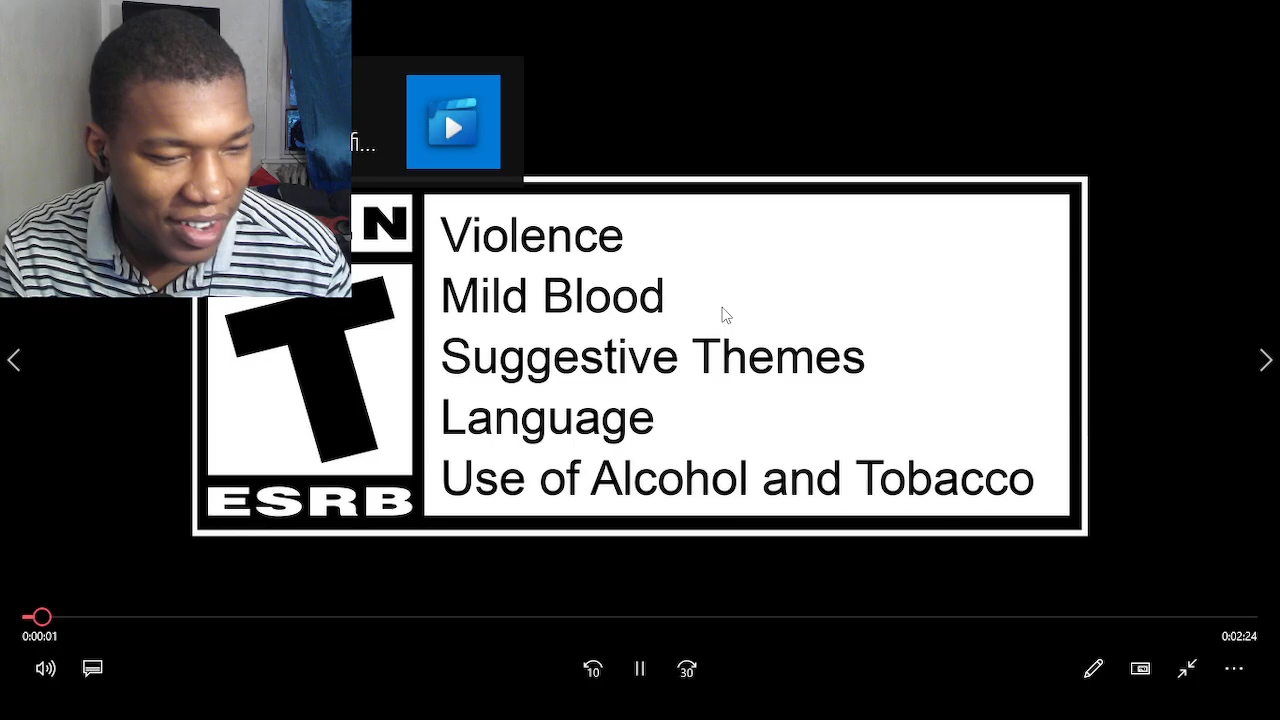 fi...
N
Violence
Mild Blood
Suggestive Themes
Language
Use of Alcohol and Tobacco
T
ESRB
0:00:01
0:02:24
10
30